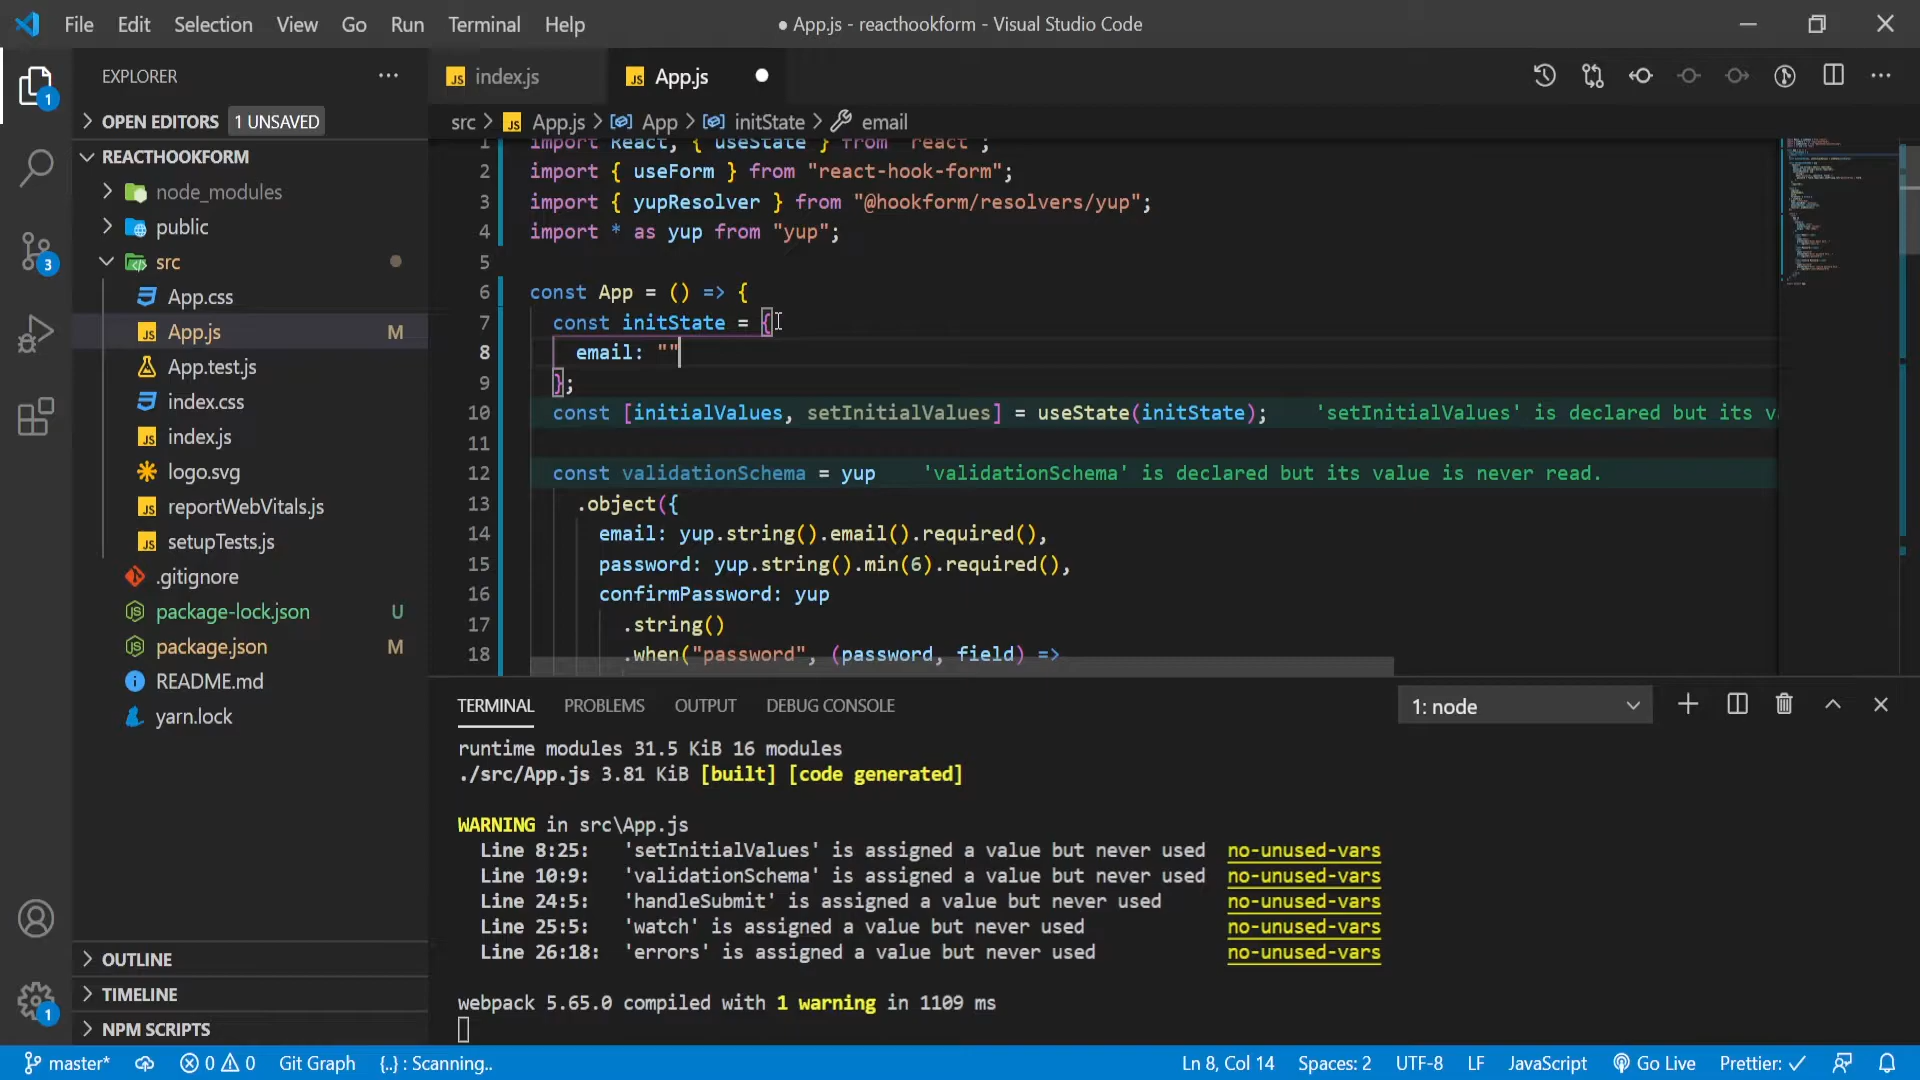 File Edit Selection View Go Run Terminal Help
● App.js - reacthookform - Visual Studio Code
EXPLORER
OPEN EDITORS 1 UNSAVED
REACTHOOKFORM
node_modules
public
src
App.css
App.js M
App.test.js
index.css
index.js
logo.svg
reportWebVitals.js
setupTests.js
.gitignore
package-lock.json U
package.json M
README.md
yarn.lock
OUTLINE
TIMELINE
NPM SCRIPTS
1
3
1
JS index.js
JS App.js
src > JS App.js > App > initState > email
1 import React, { useState } from "react";
2 import { useForm } from "react-hook-form";
3 import { yupResolver } from "@hookform/resolvers/yup";
4 import * as yup from "yup";
5
6 const App = () => {
7 const initState = {
8 email: ""
9 };
10 const [initialValues, setInitialValues] = useState(initState); 'setInitialValues' is declared but its v
11
12 const validationSchema = yup 'validationSchema' is declared but its value is never read.
13 .object({
14 email: yup.string().email().required(),
15 password: yup.string().min(6).required(),
16 confirmPassword: yup
17 .string()
18 .when("password", (password, field) =>
TERMINAL PROBLEMS OUTPUT DEBUG CONSOLE
1: node
runtime modules 31.5 KiB 16 modules
./src/App.js 3.81 KiB [built] [code generated]
WARNING in src\App.js
Line 8:25: 'setInitialValues' is assigned a value but never used no-unused-vars
Line 10:9: 'validationSchema' is assigned a value but never used no-unused-vars
Line 24:5: 'handleSubmit' is assigned a value but never used no-unused-vars
Line 25:5: 'watch' is assigned a value but never used no-unused-vars
Line 26:18: 'errors' is assigned a value but never used no-unused-vars
webpack 5.65.0 compiled with 1 warning in 1109 ms
master* 0 0 Git Graph {..} : Scanning..
Ln 8, Col 14 Spaces: 2 UTF-8 LF JavaScript Go Live Prettier: ✓